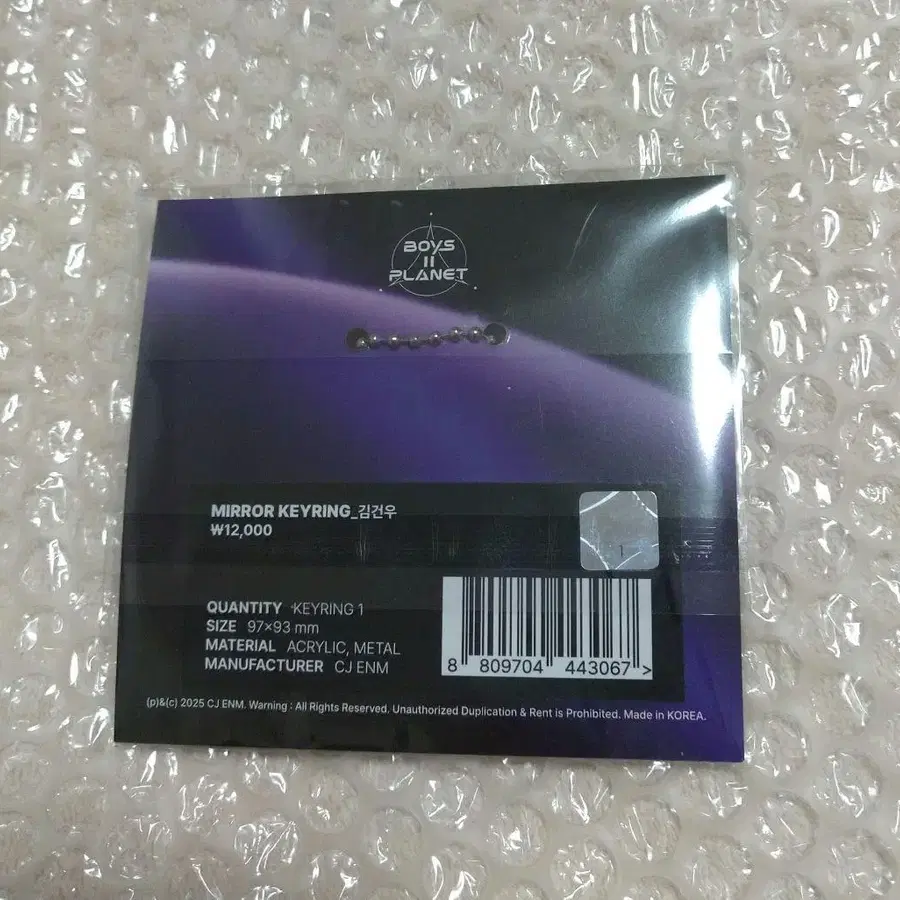 BOYS
II
PLANET
MIRROR KEYRING_김건우
₩12,000
QUANTITY KEYRING 1
SIZE 97×93 mm
MATERIAL ACRYLIC, METAL
MANUFACTURER CJ ENM
8 809704 443067 >
(p)&(c) 2025 CJ ENM. Warning : All Rights Reserved. Unauthorized Duplication & Rent is Prohibited. Made in KOREA.
1